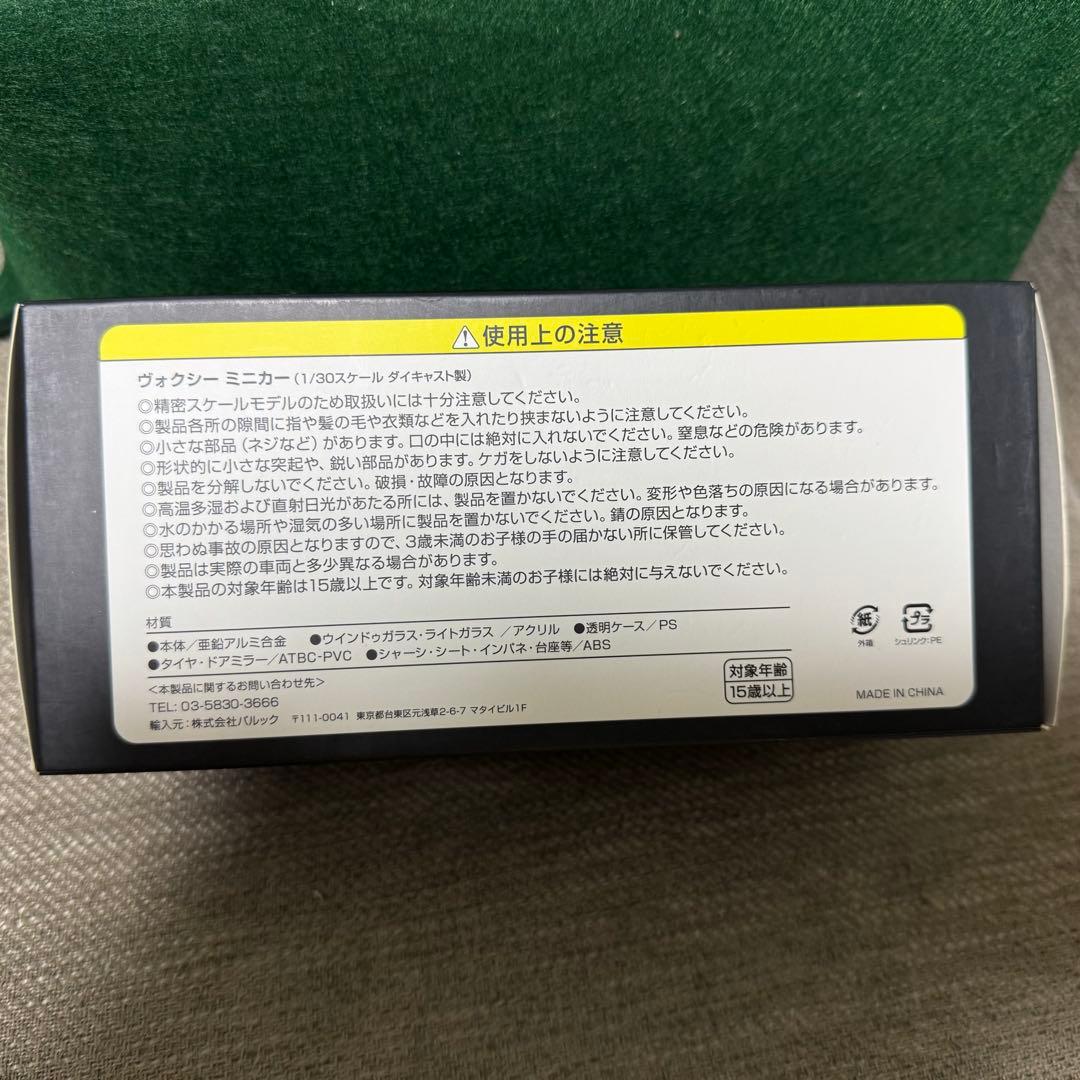 ⚠使用上の注意
ヴォクシー ミニカー(1/30スケール ダイキャスト製)
◎精密スケールモデルのため取扱いには十分注意してください。
◎製品各所の隙間に指や髪の毛や衣類などを入れたり挟まないように注意してください。
◎小さな部品(ネジなど)があります。口の中には絶対に入れないでください。窒息などの危険があります。
◎形状的に小さな突起や、鋭い部品があります。ケガをしないように注意してください。
◎製品を分解しないでください。破損・故障の原因となります。
◎高温多湿および直射日光があたる所には、製品を置かないでください。変形や色落ちの原因になる場合があります。
◎水のかかる場所や湿気の多い場所に製品を置かないでください。錆の原因となります。
◎思わぬ事故の原因となりますので、3歳未満のお子様の手の届かない所に保管してください。
◎製品は実際の車両と多少異なる場合があります。
◎本製品の対象年齢は15歳以上です。対象年齢未満のお子様には絶対に与えないでください。
材質
●本体/亜鉛アルミ合金 ●ウインドゥガラス・ライトガラス /アクリル ●透明ケース/PS
●タイヤ・ドアミラー/ATBC-PVC ●シャーシ・シート・インパネ・台座等/ABS
<本製品に関するお問い合わせ先>
TEL: 03-5830-3666
輸入元:株式会社バルック 〒111-0041 東京都台東区元浅草2-6-7 マタイビル1F
対象年齢
15歳以上
紙
外箱
プラ
シュリンク:PE
MADE IN CHINA